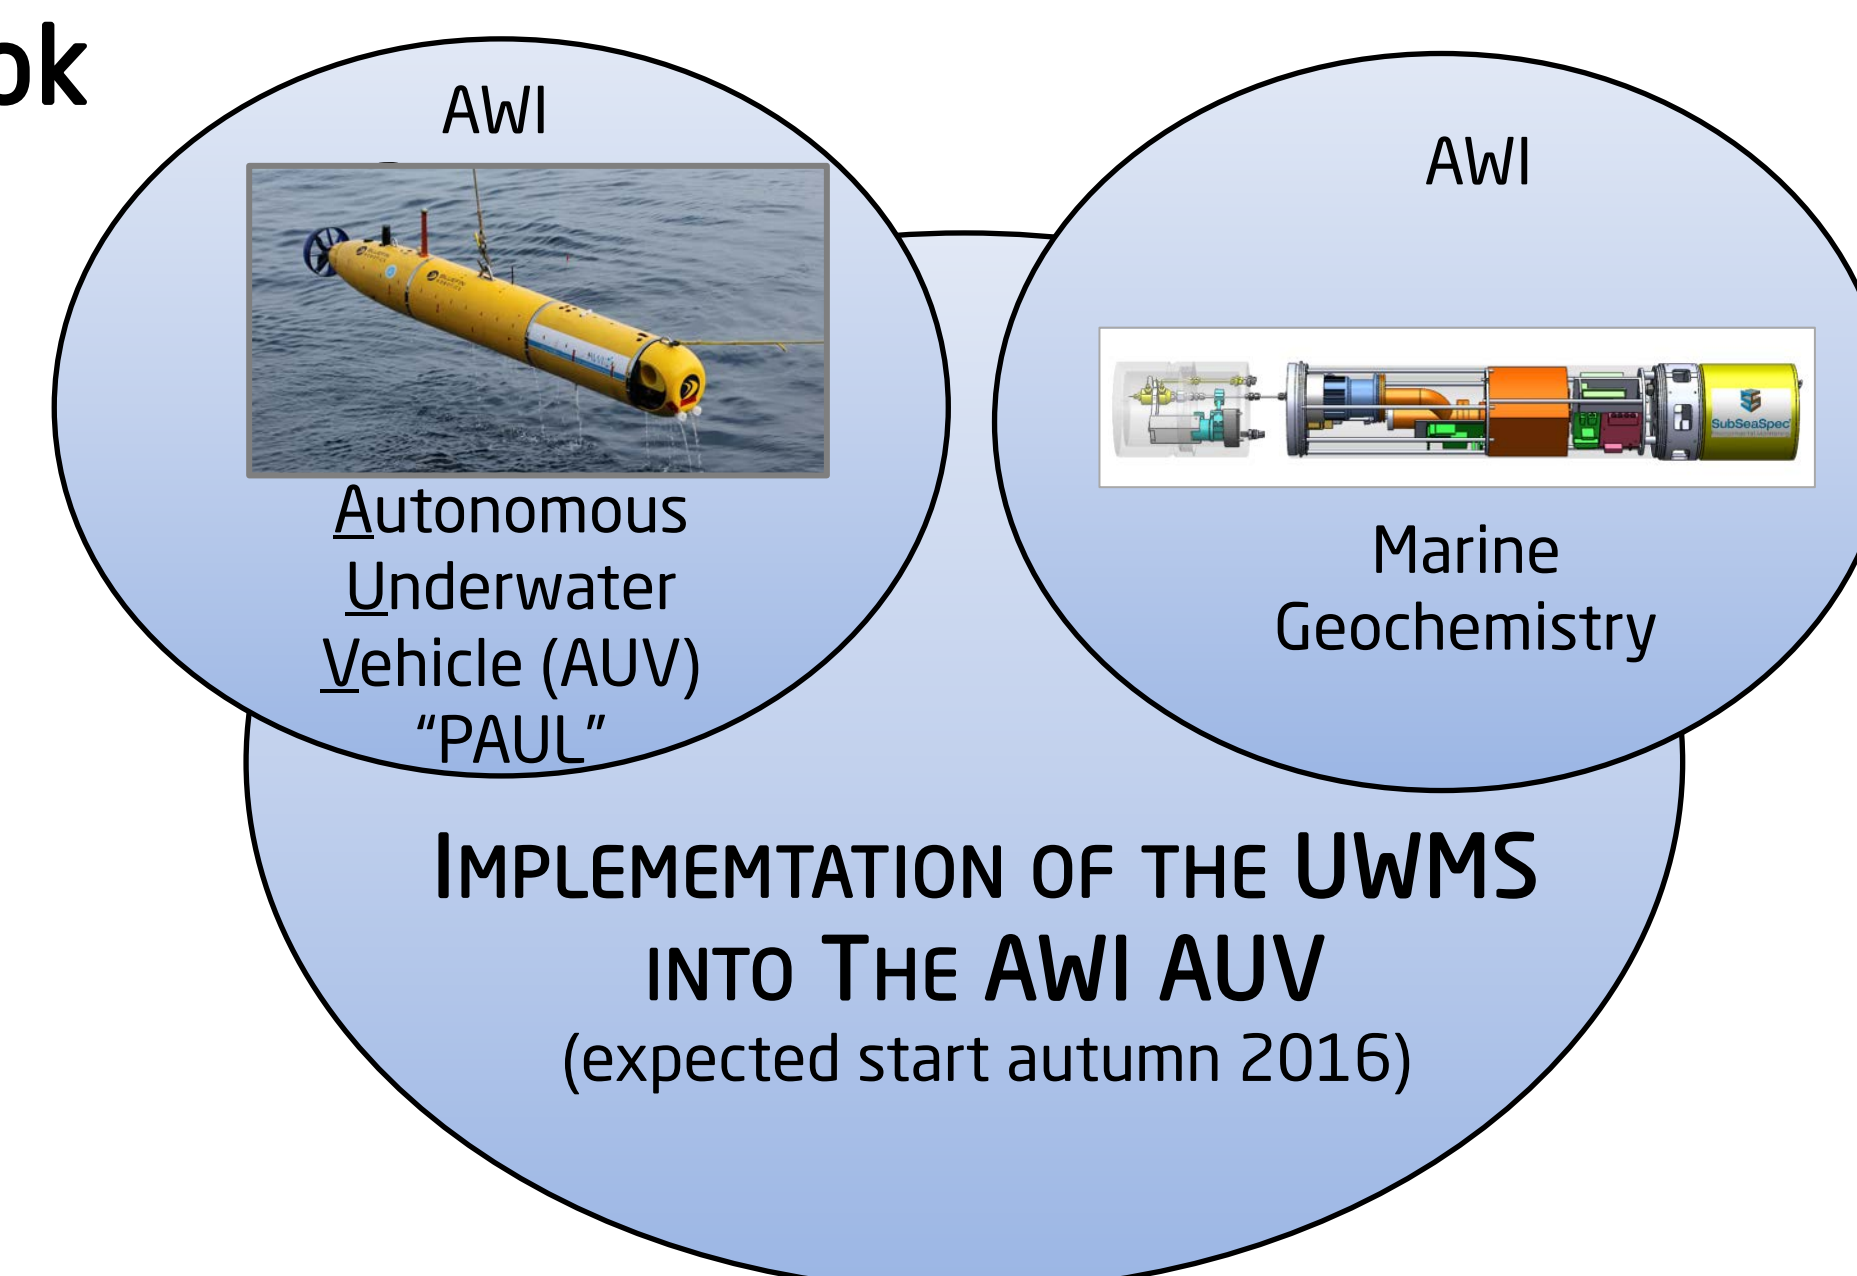 ok
AWI
Autonomous
Underwater
Vehicle (AUV)
“PAUL”
AWI
SubSeaSpec
Marine
Geochemistry
IMPLEMEMTATION OF THE UWMS
INTO THE AWI AUV
(expected start autumn 2016)